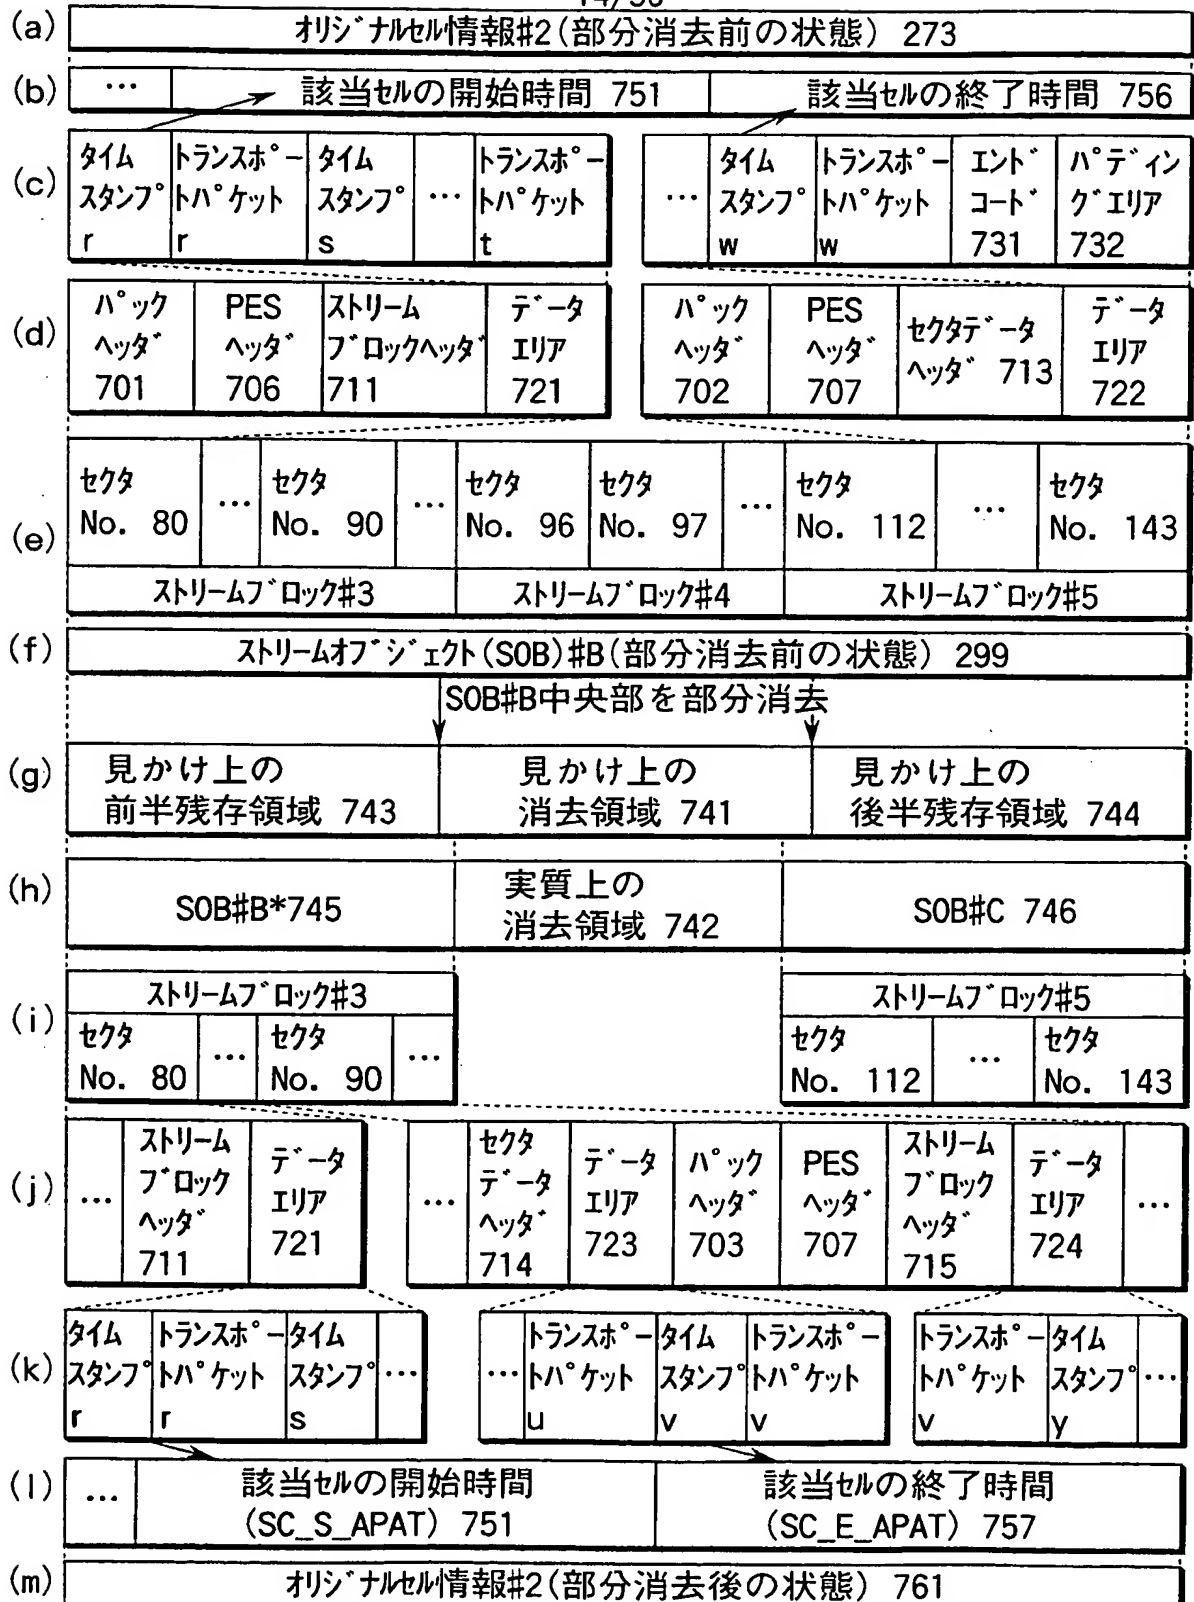 14/38
(a) オリジナルセル情報#2(部分消去前の状態) 273
(b) … 該当セルの開始時間 751 該当セルの終了時間 756
(c) タイムスタンプ r トランスポートパケット r タイムスタンプ s … トランスポートパケット t … タイムスタンプ w トランスポートパケット w エンドコード 731 パディングエリア 732
(d) パックヘッダ 701 PESヘッダ 706 ストリームブロックヘッダ 711 データエリア 721 パックヘッダ 702 PESヘッダ 707 セクタデータヘッダ 713 データエリア 722
(e) セクタ No. 80 … セクタ No. 90 … セクタ No. 96 セクタ No. 97 … セクタ No. 112 … セクタ No. 143
ストリームブロック#3 ストリームブロック#4 ストリームブロック#5
(f) ストリームオブジェクト(SOB)#B(部分消去前の状態) 299
SOB#B中央部を部分消去
(g) 見かけ上の前半残存領域 743 見かけ上の消去領域 741 見かけ上の後半残存領域 744
(h) SOB#B*745 実質上の消去領域 742 SOB#C 746
(i) ストリームブロック#3 ストリームブロック#5
セクタ No. 80 … セクタ No. 90 … セクタ No. 112 … セクタ No. 143
(j) … ストリームブロックヘッダ 711 データエリア 721 … セクタデータヘッダ 714 データエリア 723 パックヘッダ 703 PESヘッダ 707 ストリームブロックヘッダ 715 データエリア 724 …
(k) タイムスタンプ r トランスポートパケット r タイムスタンプ s … … トランスポートパケット u タイムスタンプ v トランスポートパケット v トランスポートパケット v タイムスタンプ y …
(l) … 該当セルの開始時間 (SC_S_APAT) 751 該当セルの終了時間 (SC_E_APAT) 757
(m) オリジナルセル情報#2(部分消去後の状態) 761